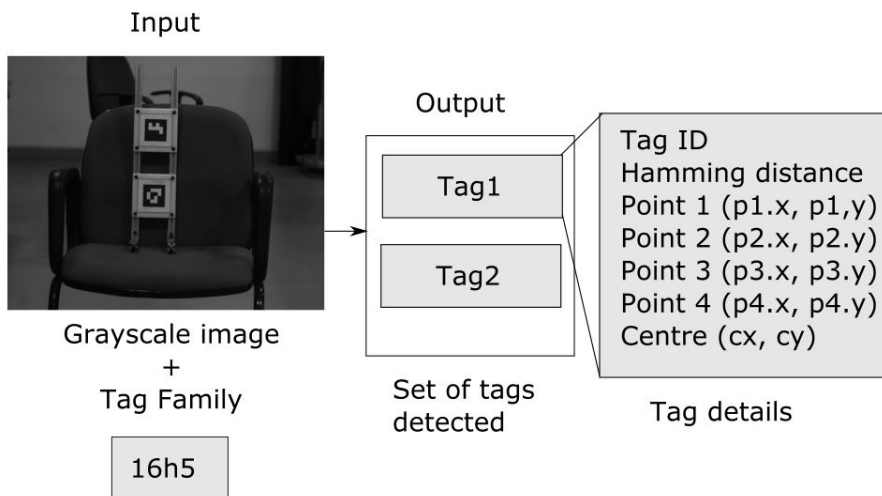 Input
Grayscale image
+
Tag Family
16h5
Output
Tag1
Tag2
Set of tags
detected
Tag ID
Hamming distance
Point 1 (p1.x, p1,y)
Point 2 (p2.x, p2.y)
Point 3 (p3.x, p3.y)
Point 4 (p4.x, p4.y)
Centre (cx, cy)
Tag details